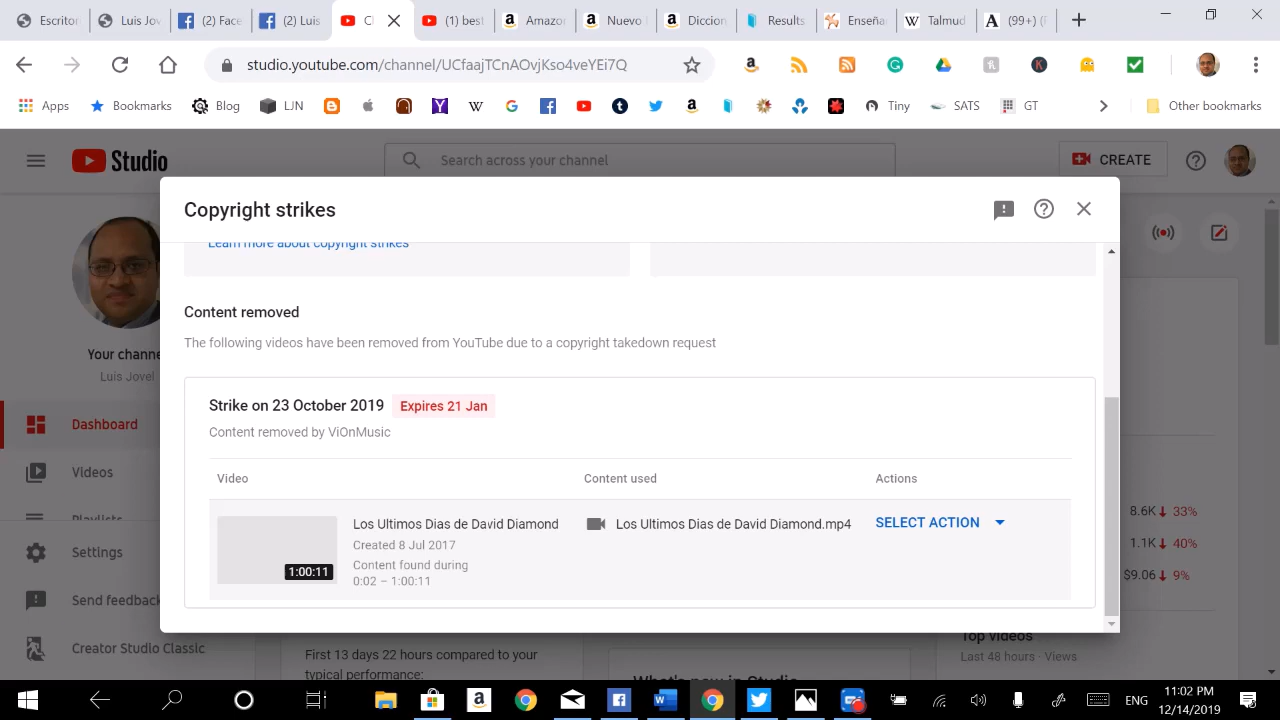 Escrior
Luis Jov
(2) Face
(2) Luis
(1) best
Amazo
Nuevo
Diccion
Results
Enseña
Talmud
(99+)
studio.youtube.com/channel/UCfaajTCnAOvjKso4veYEi7Q
Apps
Bookmarks
Blog
LJN
Tiny
SATS
GT
Other bookmarks
Studio
Search across your channel
CREATE
Copyright strikes
Learn more about copyright strikes
Content removed
The following videos have been removed from YouTube due to a copyright takedown request
Strike on 23 October 2019 Expires 21 Jan
Content removed by ViOnMusic
Video Content used Actions
1:00:11
Los Ultimos Dias de David Diamond
Created 8 Jul 2017
Content found during
0:02 – 1:00:11
Los Ultimos Dias de David Diamond.mp4
SELECT ACTION
Your channe
Luis Jovel
Dashboard
Videos
Playlists
Settings
Send feedback
Creator Studio Classic
8.6K 33%
1.1K 40%
$9.06 9%
First 13 days 22 hours compared to your
typical performance:
What's new in Studio
Top videos
Last 48 hours · Views
ENG
11:02 PM
12/14/2019